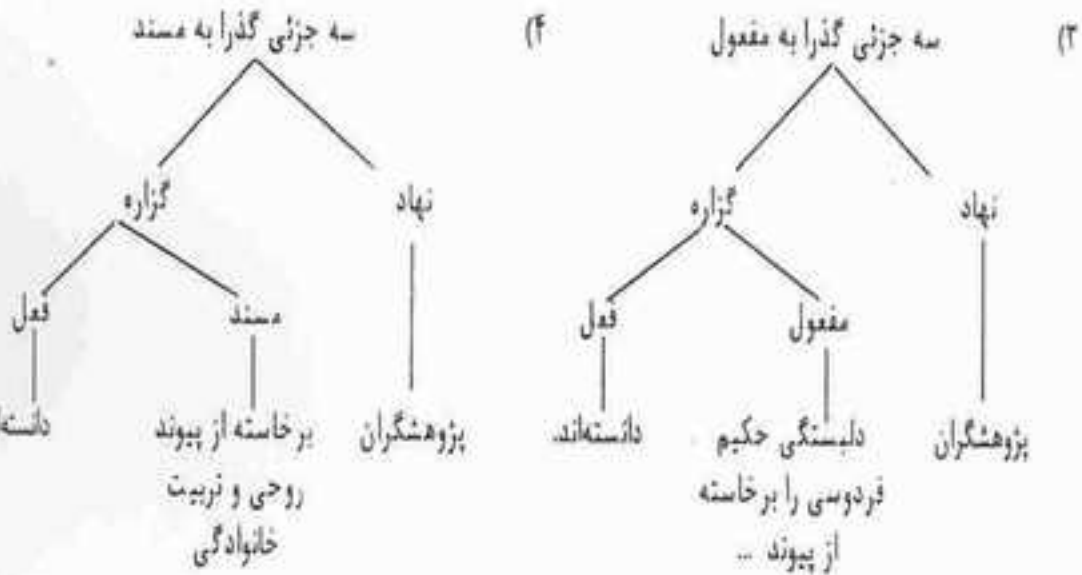 ۳) سه جزئی گذرا به مفعول
نهاد گزاره
مفعول فعل
پژوهشگران دلبستگی حکیم دانسته‌اند.
فردوسی را برخاسته
از پیوند ...
۴) سه جزئی گذرا به مسند
نهاد گزاره
مسند فعل
پژوهشگران برخاسته از پیوند دانسته‌
روحی و تربیت
خانوادگی